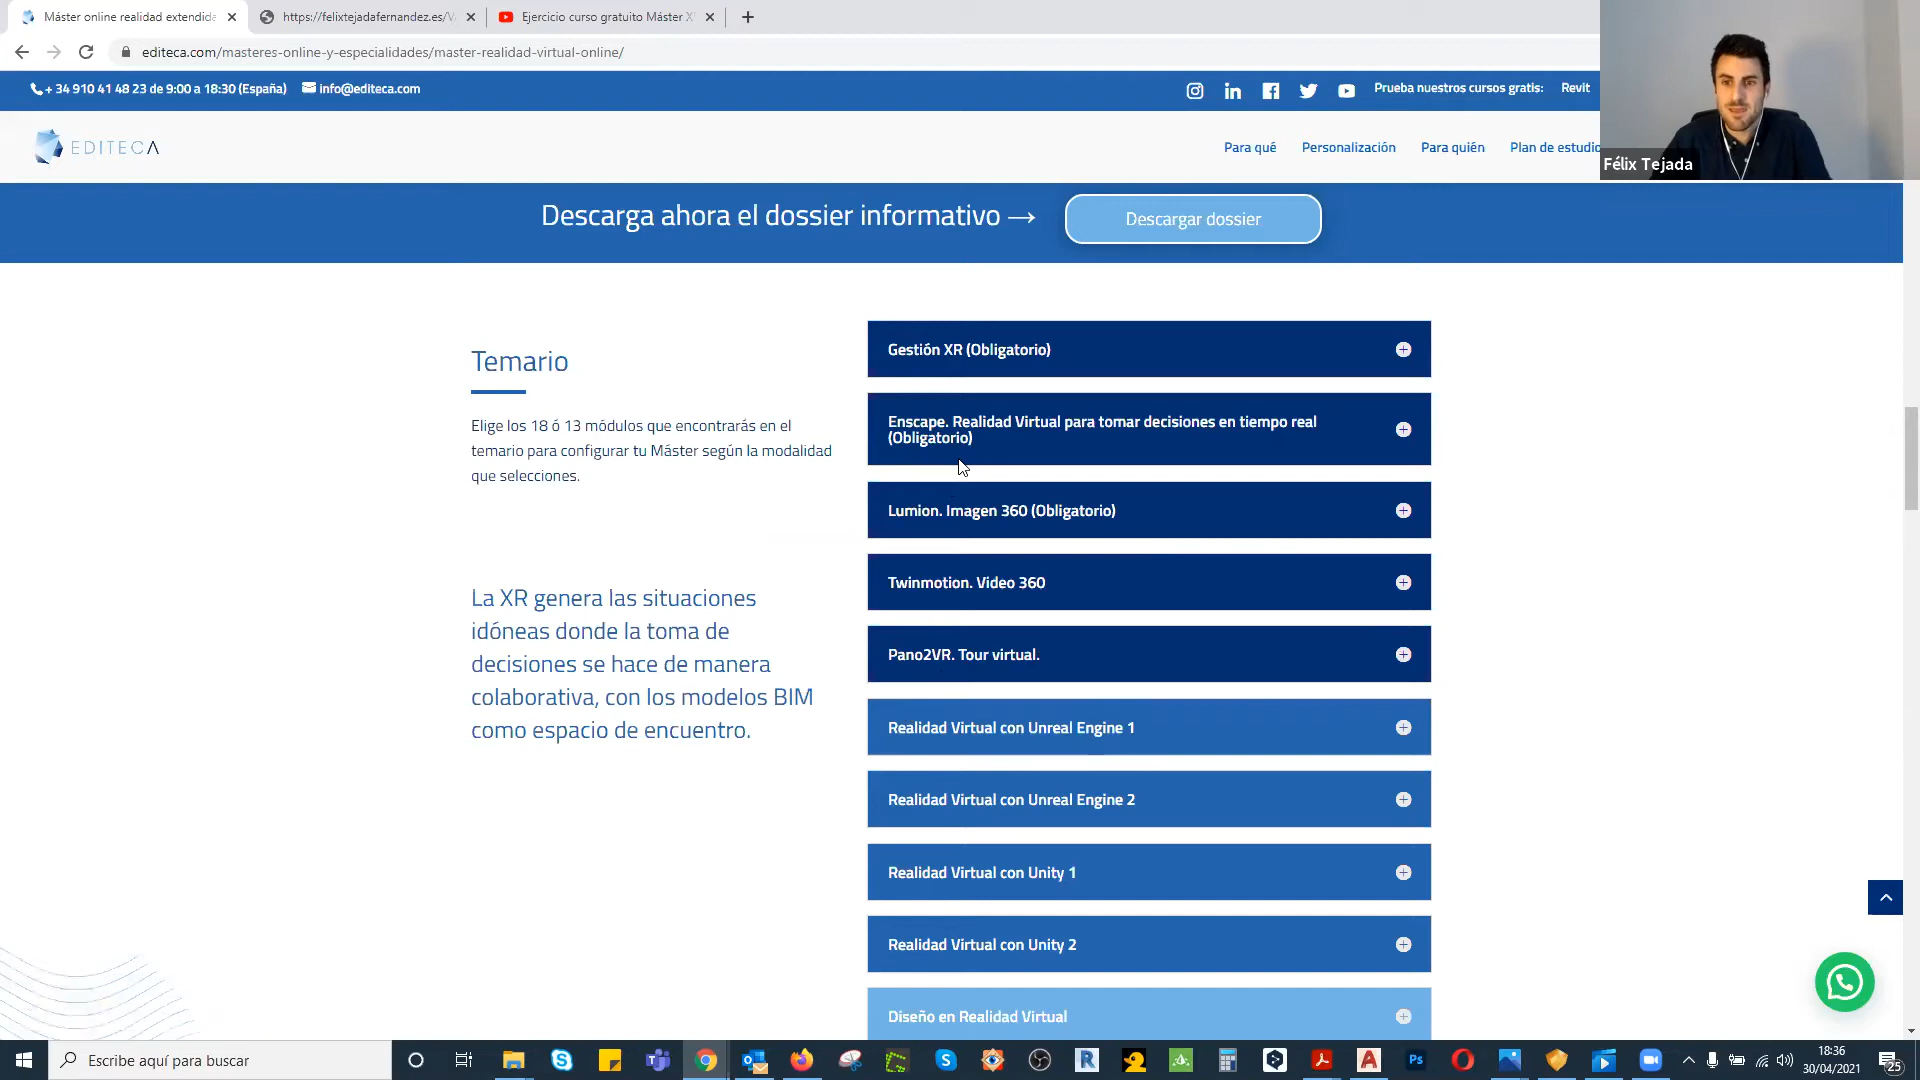 Máster online realidad extendida
https://felixtejadafernandez.es/V
Ejercicio curso gratuito Máster X
editeca.com/masteres-online-y-especialidades/master-realidad-virtual-online/
+ 34 910 41 48 23 de 9:00 a 18:30 (España)
info@editeca.com
Prueba nuestros cursos gratis:
Revit
EDITECA
Para qué
Personalización
Para quién
Plan de estudio
Félix Tejada
Descarga ahora el dossier informativo →
Descargar dossier
Temario
Elige los 18 ó 13 módulos que encontrarás en el
temario para configurar tu Máster según la modalidad
que selecciones.
La XR genera las situaciones
idóneas donde la toma de
decisiones se hace de manera
colaborativa, con los modelos BIM
como espacio de encuentro.
Gestión XR (Obligatorio)
Enscape. Realidad Virtual para tomar decisiones en tiempo real
(Obligatorio)
Lumion. Imagen 360 (Obligatorio)
Twinmotion. Video 360
Pano2VR. Tour virtual.
Realidad Virtual con Unreal Engine 1
Realidad Virtual con Unreal Engine 2
Realidad Virtual con Unity 1
Realidad Virtual con Unity 2
Diseño en Realidad Virtual
Escribe aquí para buscar
18:36
30/04/2021
25